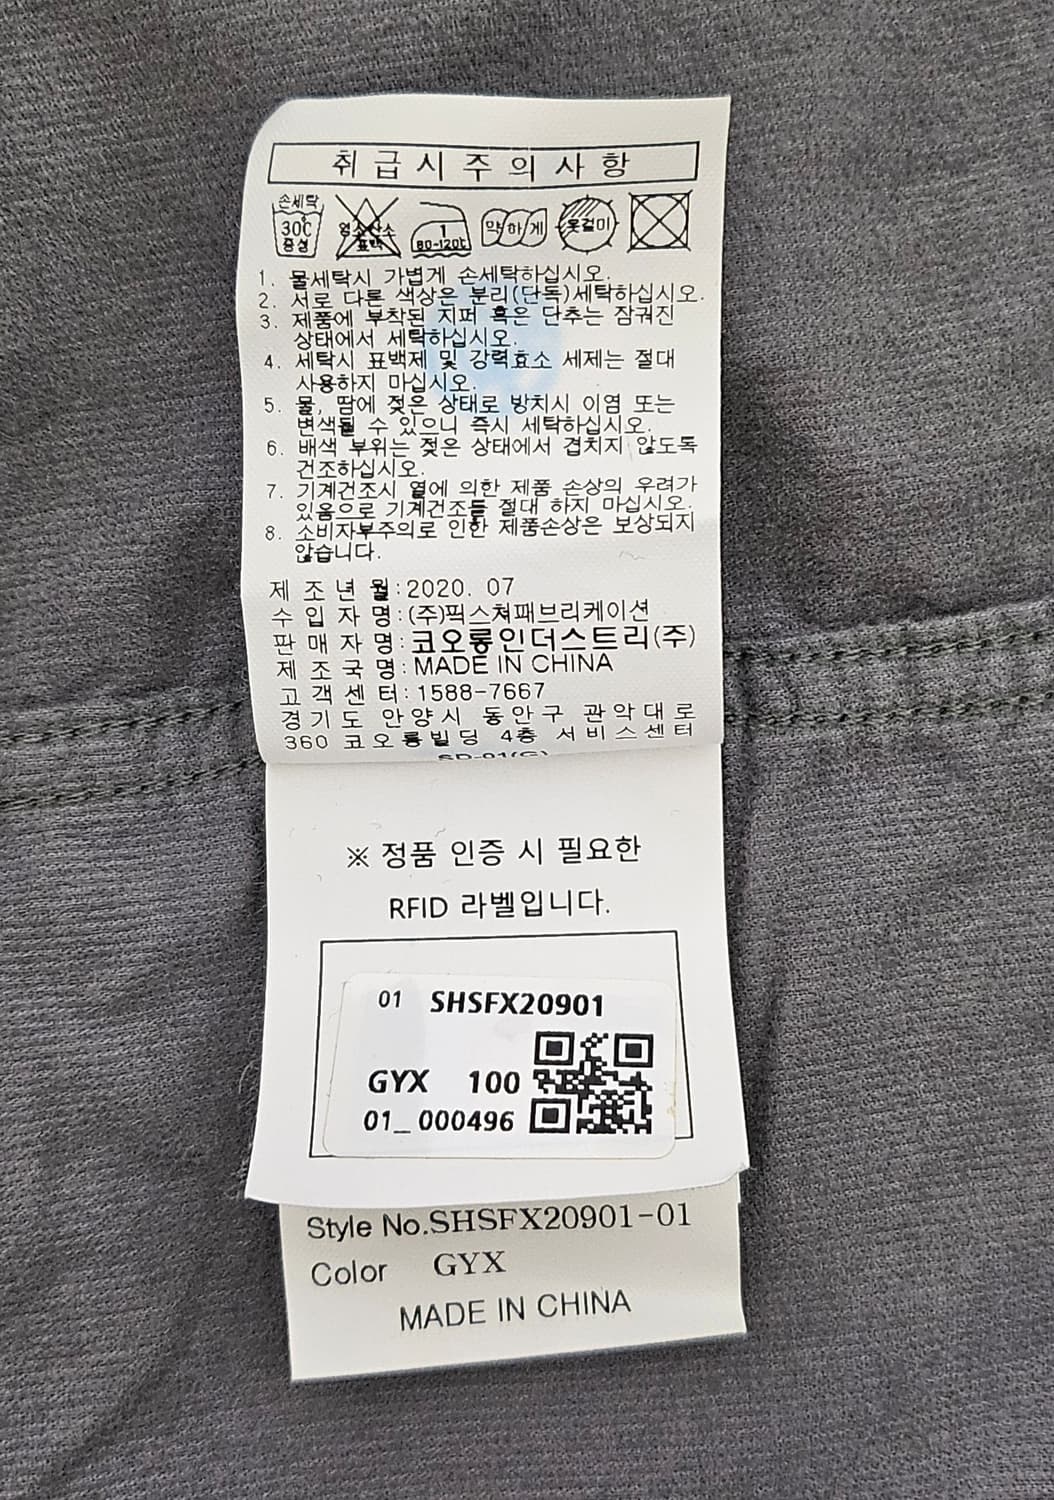 취급시주의사항
손세탁
30℃
중성
염소산소
표백
1
80-120℃
약하게
옷걸이
1. 물세탁시 가볍게 손세탁하십시오.
2. 서로 다른 색상은 분리(단독)세탁하십시오.
3. 제품에 부착된 지퍼 혹은 단추는 잠궈진
상태에서 세탁하십시오.
4. 세탁시 표백제 및 강력효소 세제는 절대
사용하지 마십시오.
5. 물, 땀에 젖은 상태로 방치시 이염 또는
변색될 수 있으니 즉시 세탁하십시오.
6. 배색 부위는 젖은 상태에서 겹치지 않도록
건조하십시오.
7. 기계건조시 열에 의한 제품 손상의 우려가
있음으로 기계건조를 절대 하지 마십시오.
8. 소비자부주의로 인한 제품손상은 보상되지
않습니다.
제조년월:2020. 07
수입자명:(주)픽스쳐패브리케이션
판매자명:코오롱인더스트리(주)
제조국명:MADE IN CHINA
고객센터:1588-7667
경기도 안양시 동안구 관악대로
360 코오롱빌딩 4층 서비스센터
SD-01(G)
※ 정품 인증 시 필요한
RFID 라벨입니다.
01 SHSFX20901
GYX 100
01_000496
Style No.SHSFX20901-01
Color GYX
MADE IN CHINA